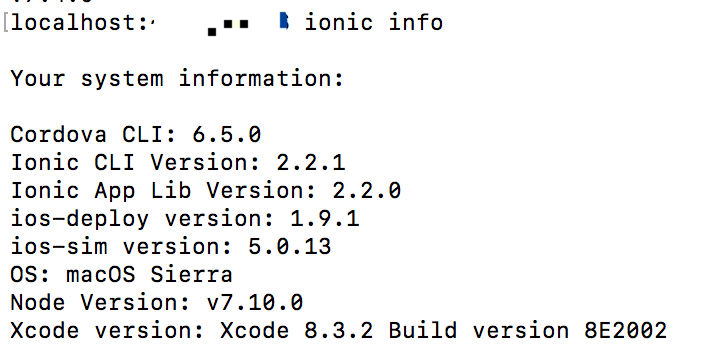 localhost: ionic info
Your system information:
Cordova CLI: 6.5.0
Ionic CLI Version: 2.2.1
Ionic App Lib Version: 2.2.0
ios-deploy version: 1.9.1
ios-sim version: 5.0.13
OS: macOS Sierra
Node Version: v7.10.0
Xcode version: Xcode 8.3.2 Build version 8E2002